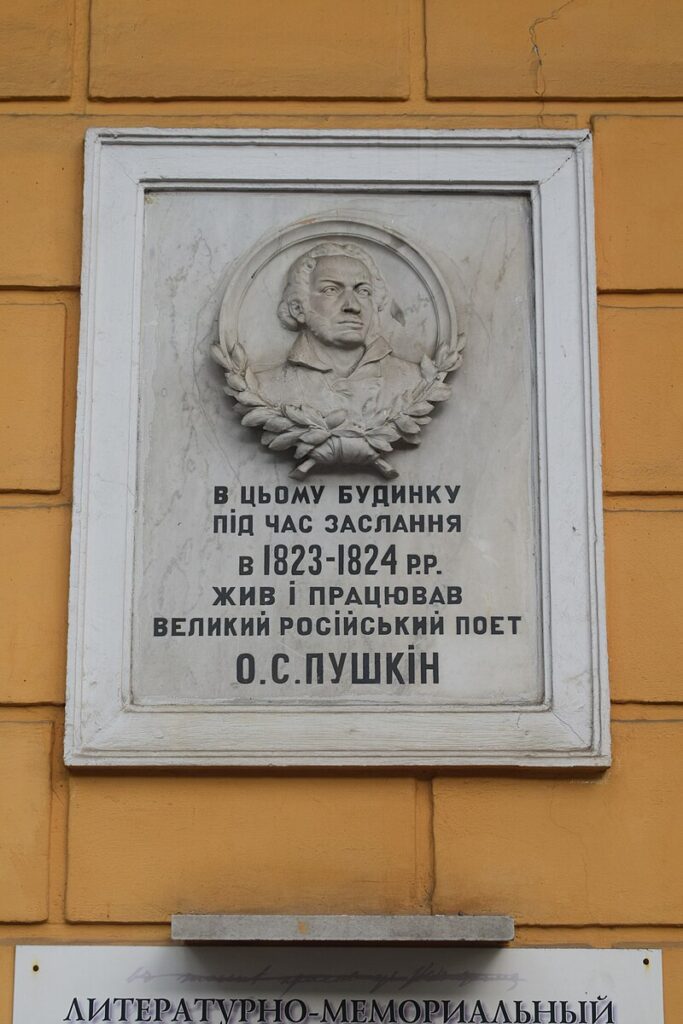 В ЦЬОМУ БУДИНКУ
ПІД ЧАС ЗАСЛАННЯ
В 1823-1824 Р.Р.
ЖИВ І ПРАЦЮВАВ
ВЕЛИКИЙ РОСІЙСЬКИЙ ПОЕТ
О.С.ПУШКІН
ЛИТЕРАТУРНО-МЕМОРИАЛЬНЫЙ